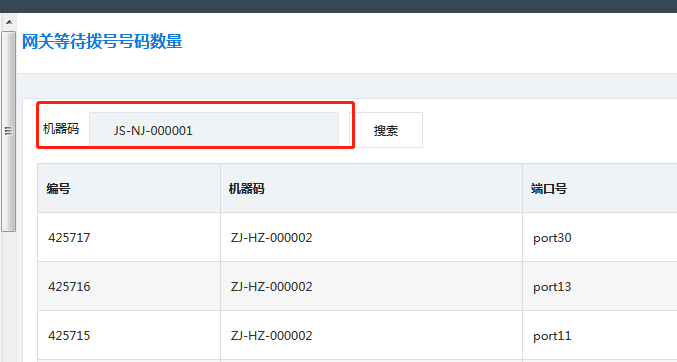 网关等待拨号号码数量
机器码 JS-NJ-000001 搜索
编号 机器码 端口号
425717 ZJ-HZ-000002 port30
425716 ZJ-HZ-000002 port13
425715 ZJ-HZ-000002 port11